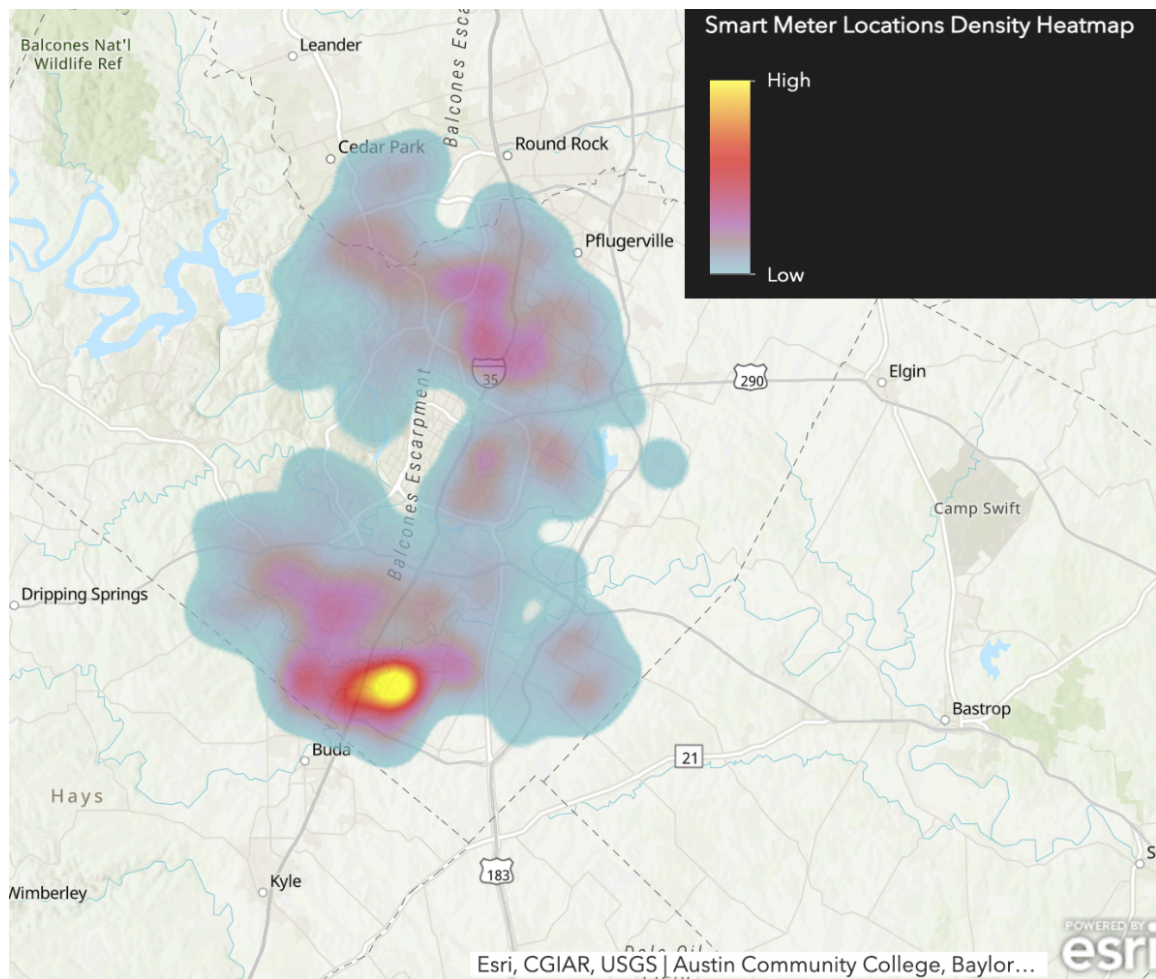 Smart Meter Locations Density Heatmap
High
Low
Balcones Nat'l
Wildlife Ref
Leander
Balcones Esca
Cedar Park
Round Rock
Pflugerville
35
290
Elgin
Balcones Escarpment
Camp Swift
Dripping Springs
Bastrop
Buda
21
Hays
183
Kyle
Wimberley
S
POWERED BY
esri
Esri, CGIAR, USGS | Austin Community College, Baylor...